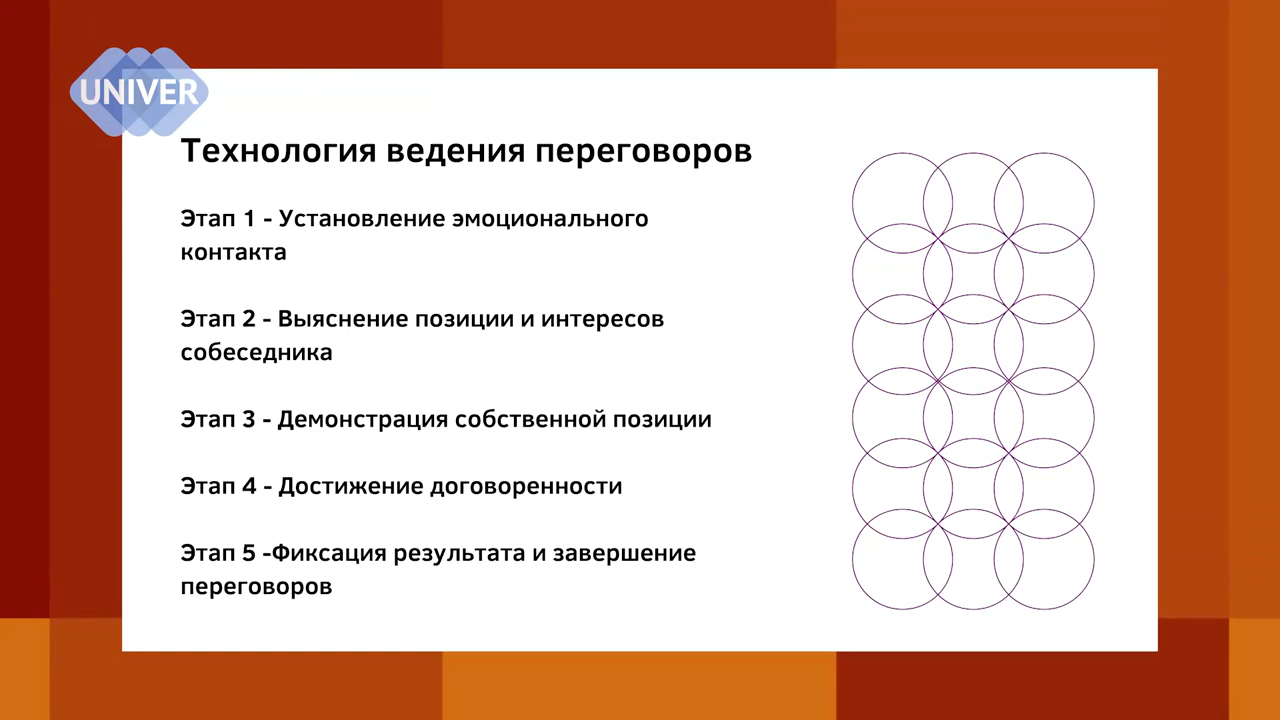 UNIVER
Технология ведения переговоров
Этап 1 - Установление эмоционального
контакта
Этап 2 - Выяснение позиции и интересов
собеседника
Этап 3 - Демонстрация собственной позиции
Этап 4 - Достижение договоренности
Этап 5 -Фиксация результата и завершение
переговоров